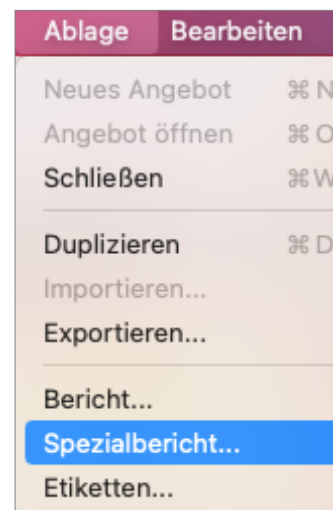 Ablage Bearbeiten
Neues Angebot ⌘ N
Angebot öffnen ⌘ O
Schließen ⌘ W
Duplizieren ⌘ D
Importieren...
Exportieren...
Bericht...
Spezialbericht...
Etiketten...